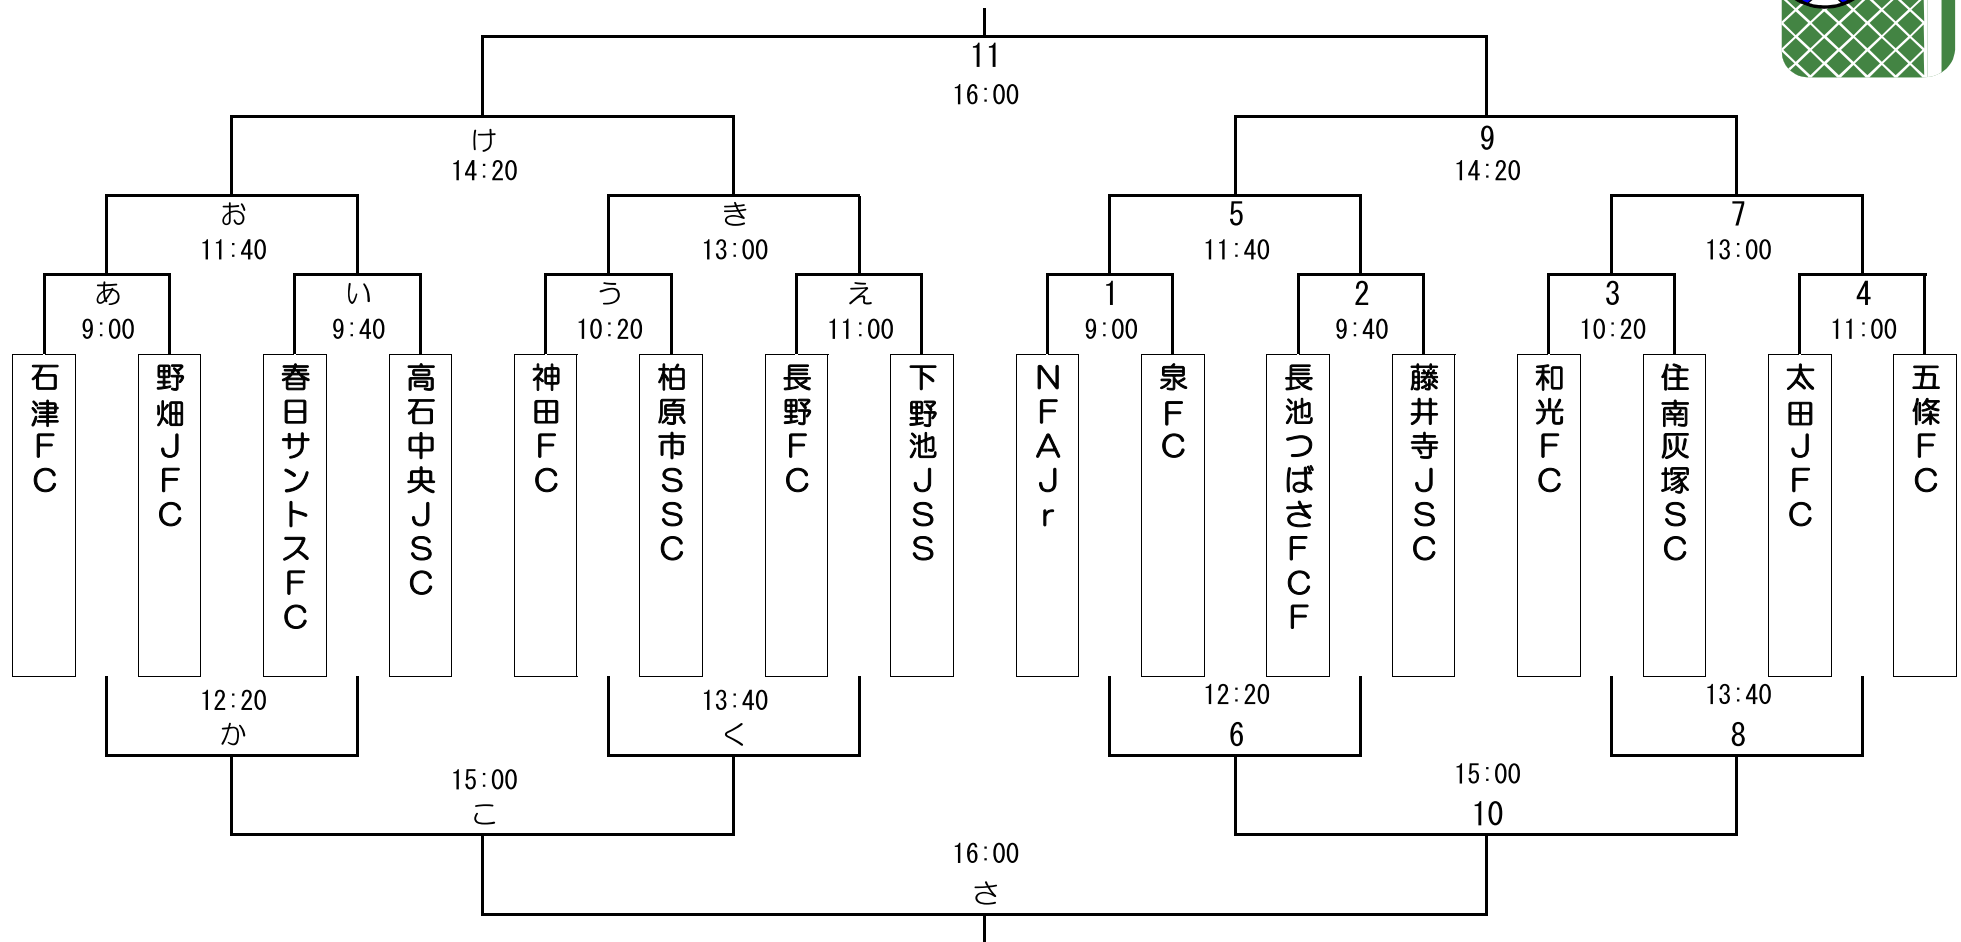 11
16:00
け
14:20
9
14:20
お
11:40
き
13:00
5
11:40
7
13:00
あ
9:00
い
9:40
う
10:20
え
11:00
1
9:00
2
9:40
3
10:20
4
11:00
石津ＦＣ
野畑ＪＦＣ
春日サントスＦＣ
高石中央ＪＳＣ
神田ＦＣ
柏原市ＳＳＣ
長野ＦＣ
下野池ＪＳＳ
ＮＦＡＪｒ
泉ＦＣ
長池つばさＦＣＦ
藤井寺ＪＳＣ
和光ＦＣ
住南灰塚ＳＣ
太田ＪＦＣ
五條ＦＣ
12:20
か
13:40
く
12:20
6
13:40
8
15:00
こ
15:00
10
16:00
さ